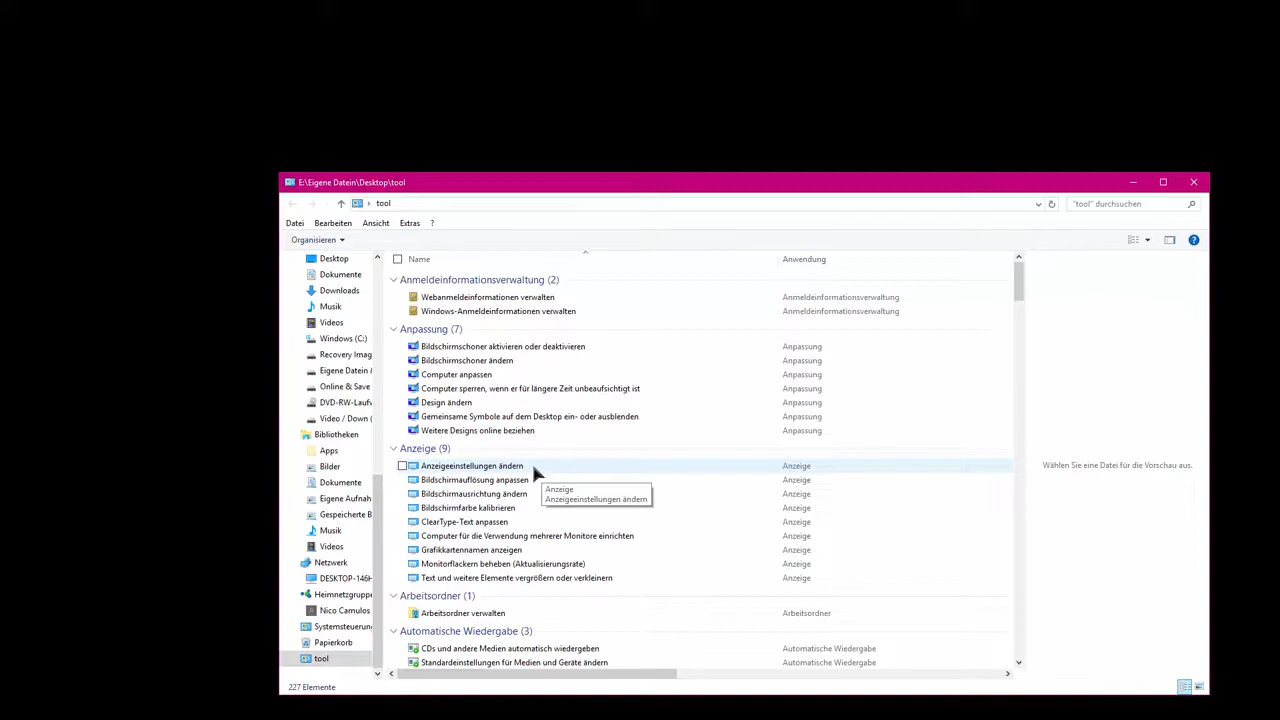 E:\Eigene Datein\Desktop\tool
tool
"tool" durchsuchen
Datei Bearbeiten Ansicht Extras ?
Organisieren
Desktop
Dokumente
Downloads
Musik
Videos
Windows (C:)
Recovery Imag
Eigene Datein &
Online & Save
DVD-RW-Laufw
Video / Down (
Bibliotheken
Apps
Bilder
Dokumente
Eigene Aufnah
Gespeicherte B
Musik
Videos
Netzwerk
DESKTOP-146H
Heimnetzgruppe
Nico Camulos
Systemsteuerung
Papierkorb
tool
Name Anwendung
Anmeldeinformationsverwaltung (2)
Webanmeldeinformationen verwalten Anmeldeinformationsverwaltung
Windows-Anmeldeinformationen verwalten Anmeldeinformationsverwaltung
Anpassung (7)
Bildschirmschoner aktivieren oder deaktivieren Anpassung
Bildschirmschoner ändern Anpassung
Computer anpassen Anpassung
Computer sperren, wenn er für längere Zeit unbeaufsichtigt ist Anpassung
Design ändern Anpassung
Gemeinsame Symbole auf dem Desktop ein- oder ausblenden Anpassung
Weitere Designs online beziehen Anpassung
Anzeige (9)
Anzeigeeinstellungen ändern Anzeige
Bildschirmauflösung anpassen Anzeige
Bildschirmausrichtung ändern Anzeige
Bildschirmfarbe kalibrieren Anzeige
ClearType-Text anpassen Anzeige
Computer für die Verwendung mehrerer Monitore einrichten Anzeige
Grafikkartennamen anzeigen Anzeige
Monitorflackern beheben (Aktualisierungsrate) Anzeige
Text und weitere Elemente vergrößern oder verkleinern Anzeige
Arbeitsordner (1)
Arbeitsordner verwalten Arbeitsordner
Automatische Wiedergabe (3)
CDs und andere Medien automatisch wiedergeben Automatische Wiedergabe
Standardeinstellungen für Medien und Geräte ändern Automatische Wiedergabe
Anzeige
Anzeigeeinstellungen ändern
Wählen Sie eine Datei für die Vorschau aus.
227 Elemente